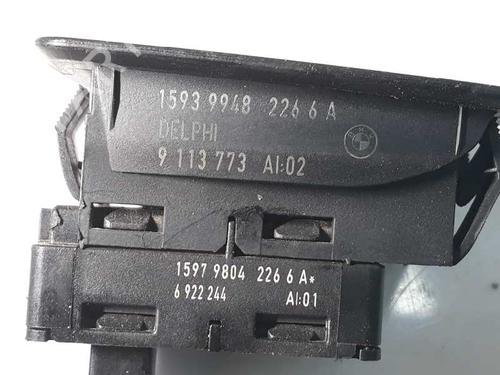 1593 9948 226 6 A
DELPHI
9 113 773 AI:02
1597 9804 226 6 A*
6 922 244 AI:01